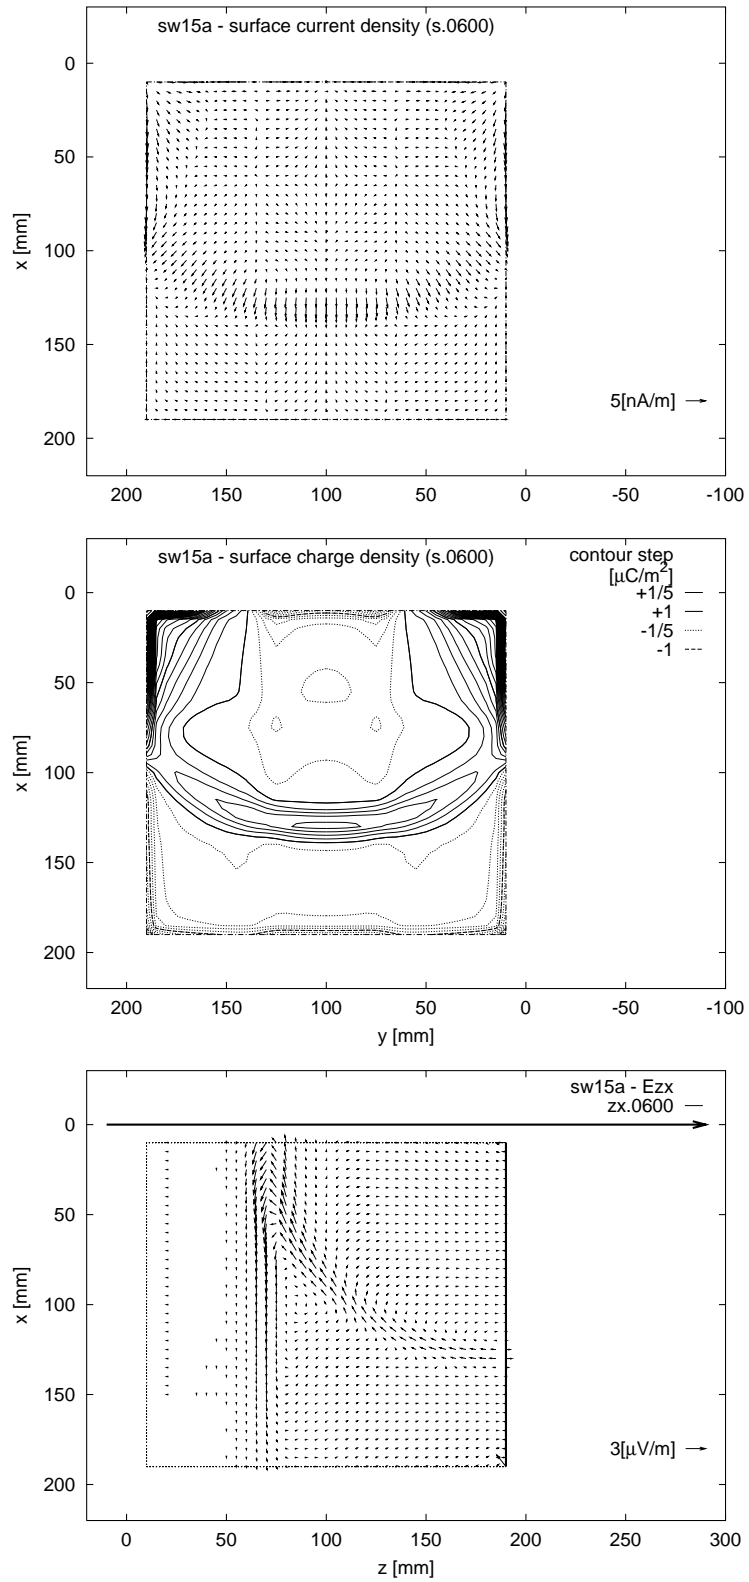 sw15a - surface current density (s.0600)
0
50
100
150
200
x [mm]
5[nA/m]
200 150 100 50 0 -50 -100
sw15a - surface charge density (s.0600)
contour step
[μC/m²]
+1/5
+1
-1/5
-1
0
50
100
150
200
x [mm]
200 150 100 50 0 -50 -100
y [mm]
sw15a - Ezx
zx.0600
0
50
100
150
200
x [mm]
3[μV/m]
0 50 100 150 200 250 300
z [mm]